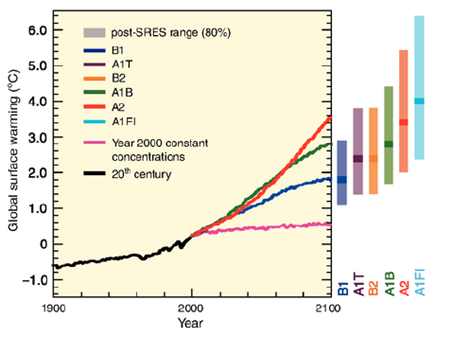 Global surface warming (°C)
6.0
5.0
4.0
3.0
2.0
1.0
0
−1.0
post-SRES range (80%)
B1
A1T
B2
A1B
A2
A1FI
Year 2000 constant
concentrations
20th century
1900
2000
2100
Year
B1
A1T
B2
A1B
A2
A1FI